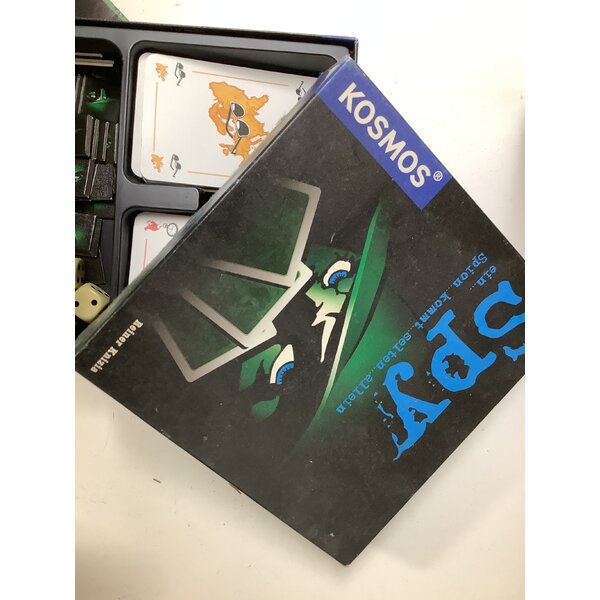 KOSMOS®
ein...
Spion...kommt...selten...allein
Spy
Reiner Knizia